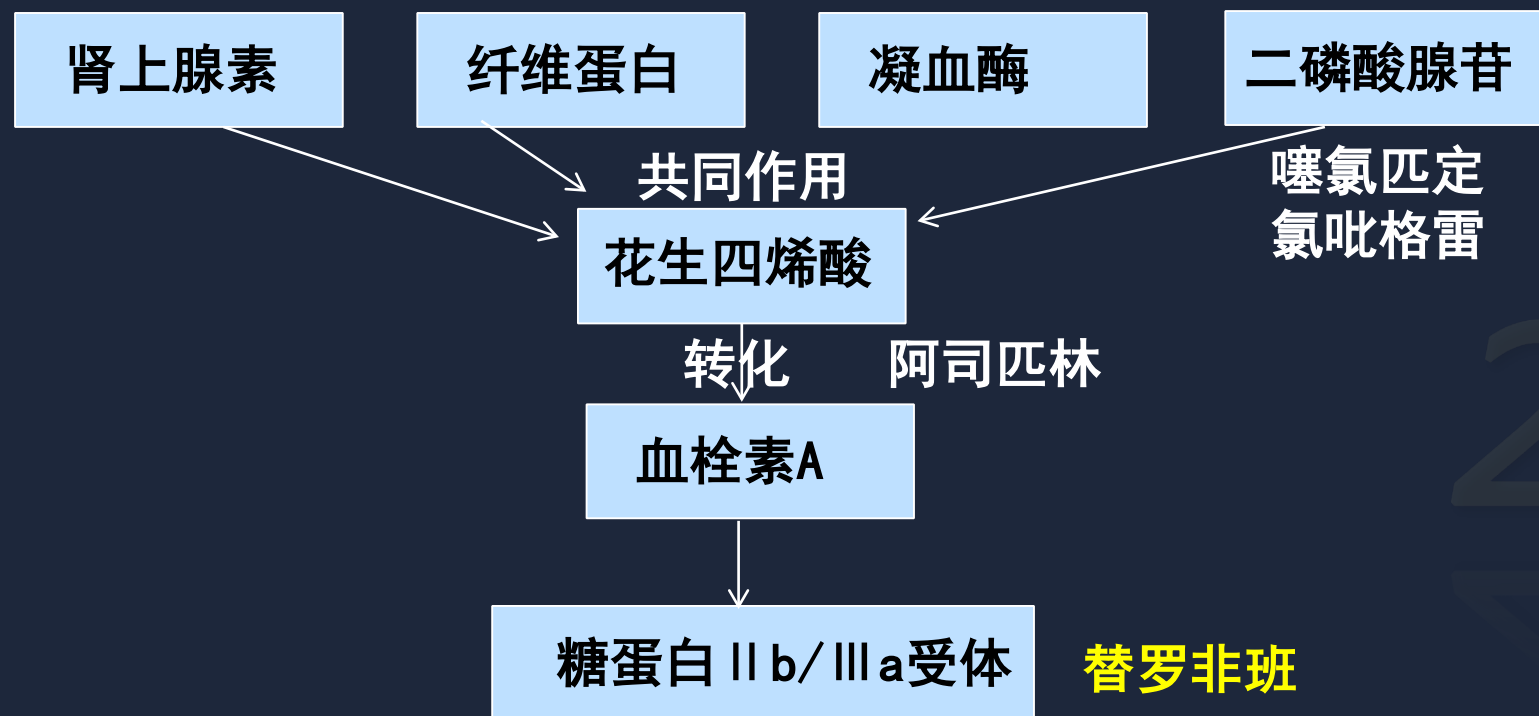 肾上腺素
纤维蛋白
凝血酶
二磷酸腺苷
共同作用
噻氯匹定
氯吡格雷
花生四烯酸
转化
阿司匹林
血栓素A
糖蛋白Ⅱb/Ⅲa受体
替罗非班
2